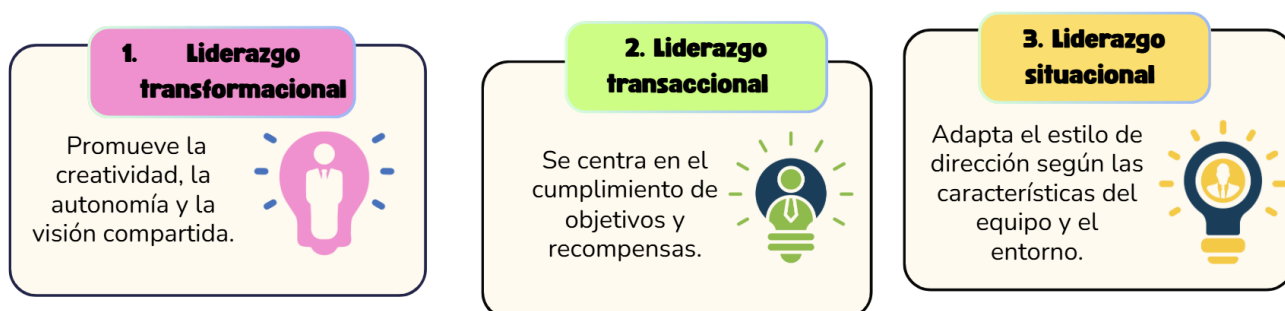 1. Liderazgo
transformacional
Promueve la
creatividad, la
autonomía y la
visión compartida.
2. Liderazgo
transaccional
Se centra en el
cumplimiento de
objetivos y
recompensas.
3. Liderazgo
situacional
Adapta el estilo de
dirección según las
características del
equipo y el
entorno.